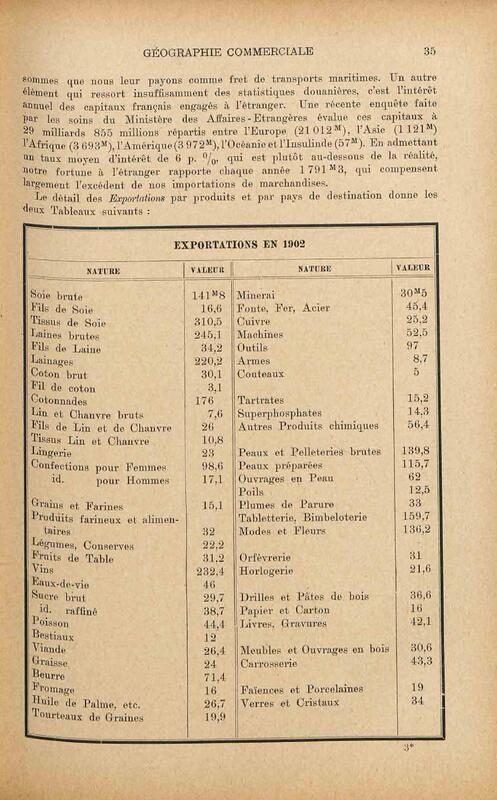 GÉOGRAPHIE COMMERCIALE 35
sommes que nous leur payons comme fret de transports maritimes. Un autre
élément qui ressort insuffisamment des statistiques douanières, c'est l'intérêt
annuel des capitaux français engagés à l'étranger. Une récente enquête faite
par les soins du Ministère des Affaires-Etrangères évalue ces capitaux à
29 milliards 855 millions répartis entre l'Europe (21 012ᴹ), l'Asie (1 121ᴹ)
l'Afrique (3 693ᴹ), l'Amérique (3 972ᴹ), l'Océanie et l'Insulinde (57ᴹ). En admettant
un taux moyen d'intérêt de 6 p. %, qui est plutôt au-dessous de la réalité,
notre fortune à l'étranger rapporte chaque année 1 791ᴹ3, qui compensent
largement l'excédent de nos importations de marchandises.
Le détail des Exportations par produits et par pays de destination donne les
deux Tableaux suivants :
EXPORTATIONS EN 1902
NATURE VALEUR NATURE VALEUR
Soie brute 141ᴹ8 Minerai 30ᴹ5
Fils de Soie 16,6 Fonte, Fer, Acier 45,4
Tissus de Soie 310,5 Cuivre 25,2
Laines brutes 245,1 Machines 52,5
Fils de Laine 34,2 Outils 97
Lainages 220,2 Armes 8,7
Coton brut 30,1 Couteaux 5
Fil de coton 3,1
Cotonnades 176 Tartrates 15,2
Lin et Chanvre bruts 7,6 Superphosphates 14,3
Fils de Lin et de Chanvre 26 Autres Produits chimiques 56,4
Tissus Lin et Chanvre 10,8
Lingerie 23 Peaux et Pelleteries brutes 139,8
Confections pour Femmes 98,6 Peaux préparées 115,7
id. pour Hommes 17,1 Ouvrages en Peau 62
Poils 12,5
Grains et Farines 15,1 Plumes de Parure 33
Produits farineux et alimen- Tabletterie, Bimbeloterie 159,7
taires 32 Modes et Fleurs 136,2
Légumes, Conserves 22,2
Fruits de Table 31,2 Orfèvrerie 31
Vins 232,4 Horlogerie 21,6
Eaux-de-vie 46
Sucre brut 29,7 Drilles et Pâtes de bois 36,6
id. raffiné 38,7 Papier et Carton 16
Poisson 44,4 Livres, Gravures 42,1
Bestiaux 12
Viande 26,4 Meubles et Ouvrages en bois 30,6
Graisse 24 Carrosserie 43,3
Beurre 71,4
Fromage 16 Faïences et Porcelaines 19
Huile de Palme, etc. 26,7 Verres et Cristaux 34
Tourteaux de Graines 19,9
3*